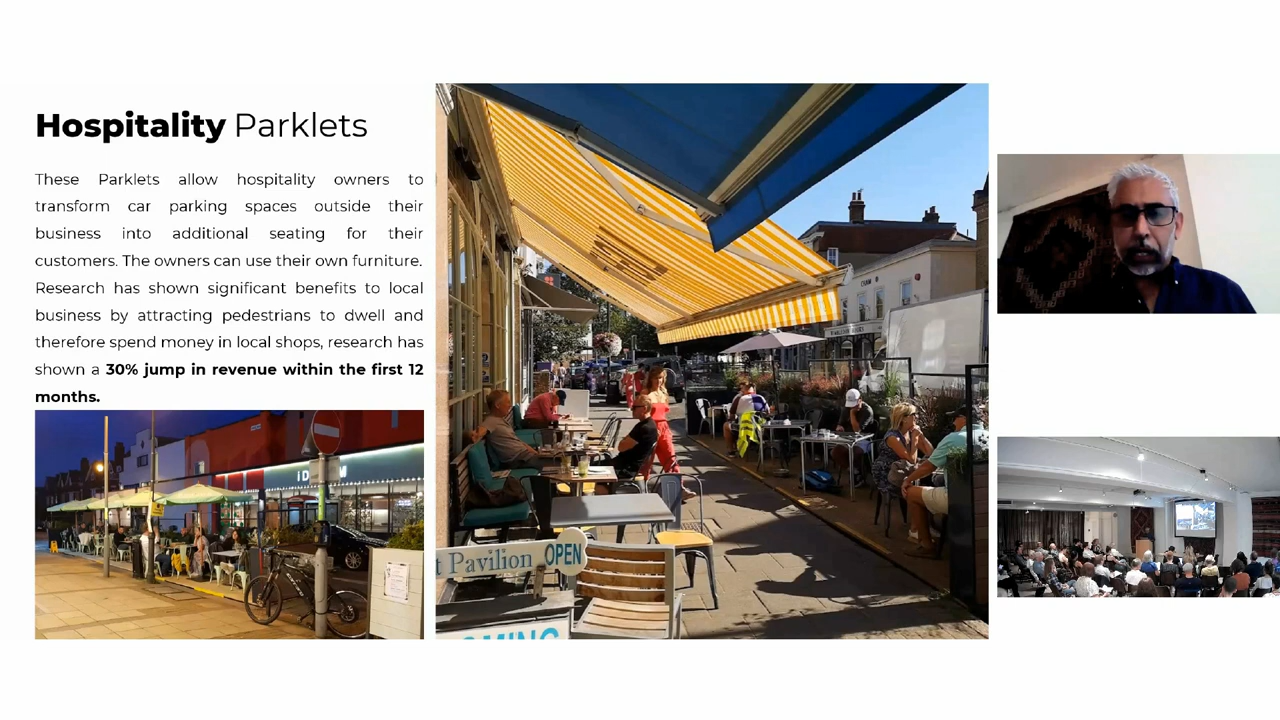 Hospitality Parklets
These Parklets allow hospitality owners to
transform car parking spaces outside their
business into additional seating for their
customers. The owners can use their own furniture.
Research has shown significant benefits to local
business by attracting pedestrians to dwell and
therefore spend money in local shops, research has
shown a 30% jump in revenue within the first 12
months.
t Pavilion OPEN